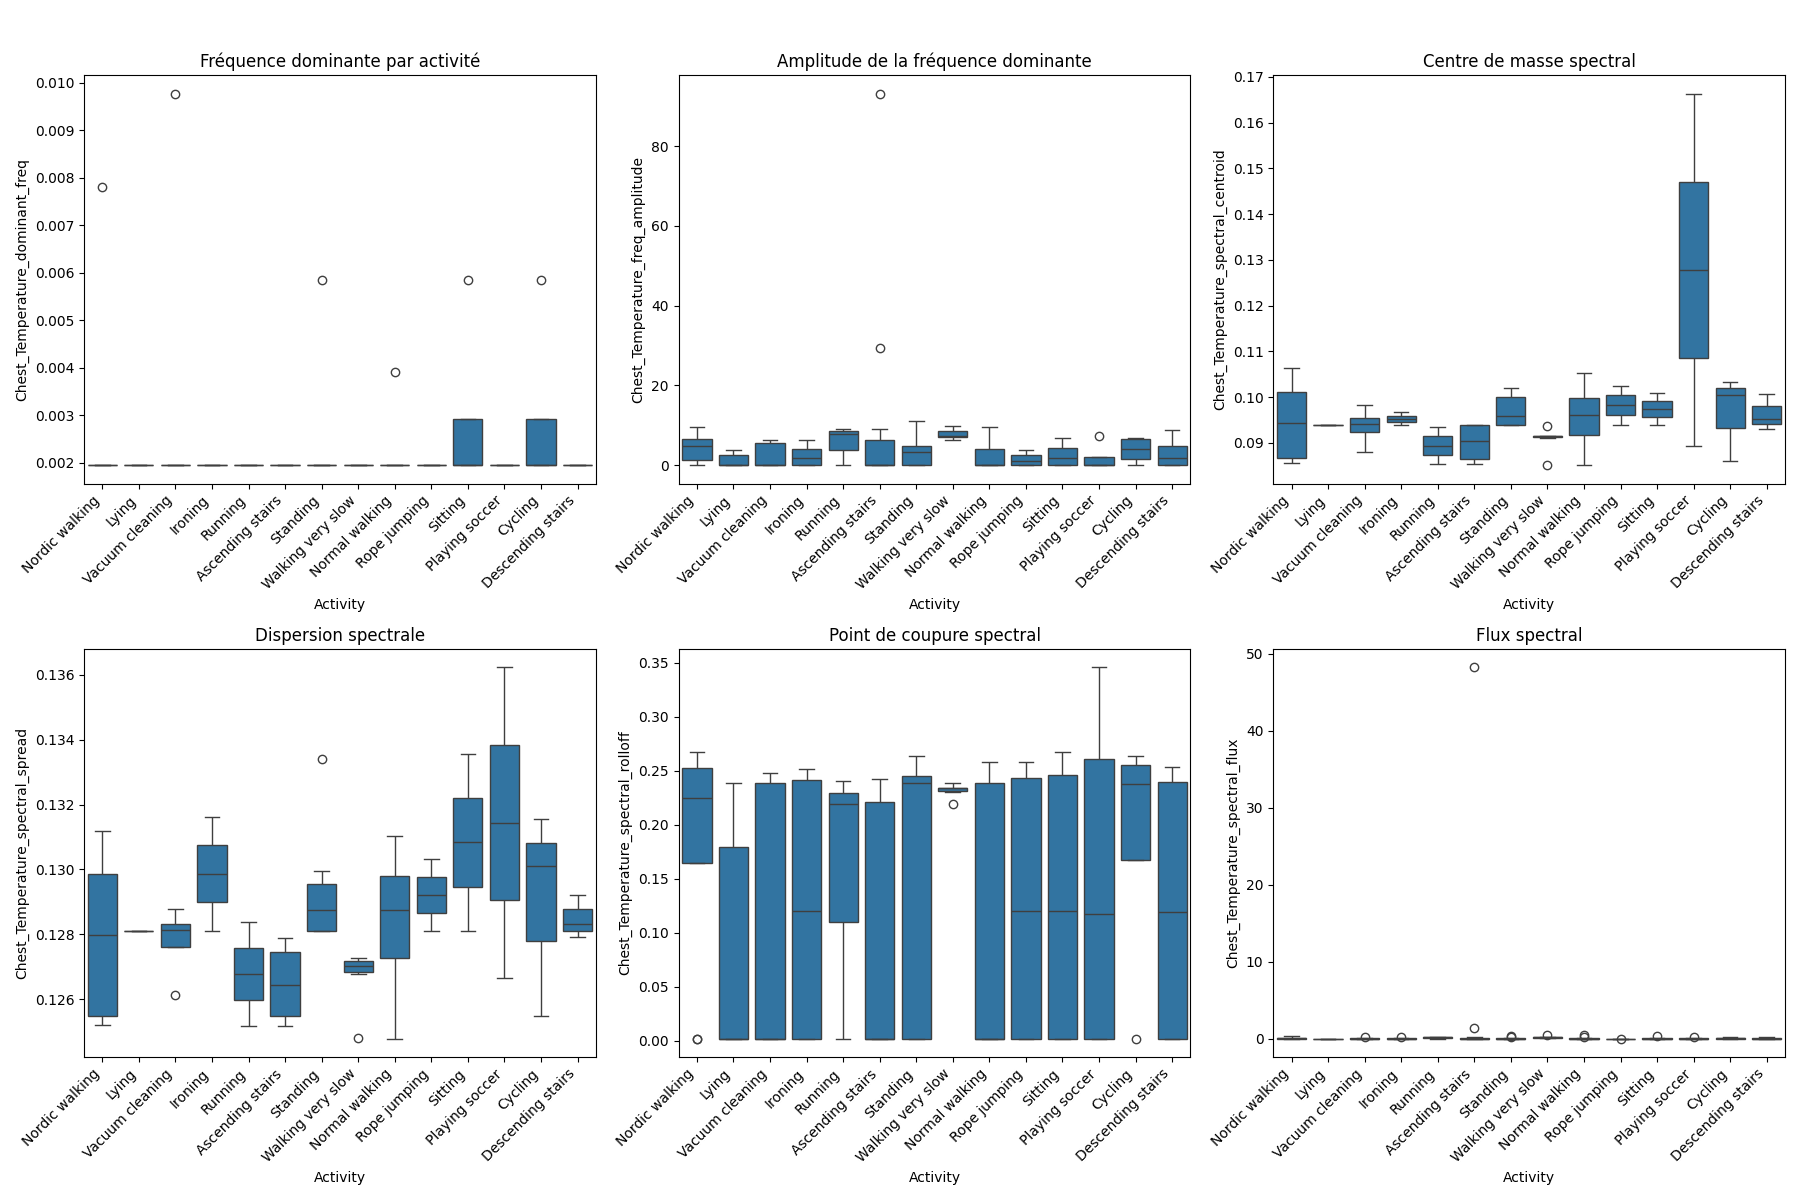 Fréquence dominante par activité
Chest_Temperature_dominant_freq
0.010
0.009
0.008
0.007
0.006
0.005
0.004
0.003
0.002
Nordic walking
Lying
Vacuum cleaning
Ironing
Running
Ascending stairs
Standing
Walking very slow
Normal walking
Rope jumping
Sitting
Playing soccer
Cycling
Descending stairs
Activity
Amplitude de la fréquence dominante
Chest_Temperature_freq_amplitude
80
60
40
20
0
Nordic walking
Lying
Vacuum cleaning
Ironing
Running
Ascending stairs
Standing
Walking very slow
Normal walking
Rope jumping
Sitting
Playing soccer
Cycling
Descending stairs
Activity
Centre de masse spectral
Chest_Temperature_spectral_centroid
0.17
0.16
0.15
0.14
0.13
0.12
0.11
0.10
0.09
Nordic walking
Lying
Vacuum cleaning
Ironing
Running
Ascending stairs
Standing
Walking very slow
Normal walking
Rope jumping
Sitting
Playing soccer
Cycling
Descending stairs
Activity
Dispersion spectrale
Chest_Temperature_spectral_spread
0.136
0.134
0.132
0.130
0.128
0.126
Nordic walking
Lying
Vacuum cleaning
Ironing
Running
Ascending stairs
Standing
Walking very slow
Normal walking
Rope jumping
Sitting
Playing soccer
Cycling
Descending stairs
Activity
Point de coupure spectral
Chest_Temperature_spectral_rolloff
0.35
0.30
0.25
0.20
0.15
0.10
0.05
0.00
Nordic walking
Lying
Vacuum cleaning
Ironing
Running
Ascending stairs
Standing
Walking very slow
Normal walking
Rope jumping
Sitting
Playing soccer
Cycling
Descending stairs
Activity
Flux spectral
Chest_Temperature_spectral_flux
50
40
30
20
10
0
Nordic walking
Lying
Vacuum cleaning
Ironing
Running
Ascending stairs
Standing
Walking very slow
Normal walking
Rope jumping
Sitting
Playing soccer
Cycling
Descending stairs
Activity